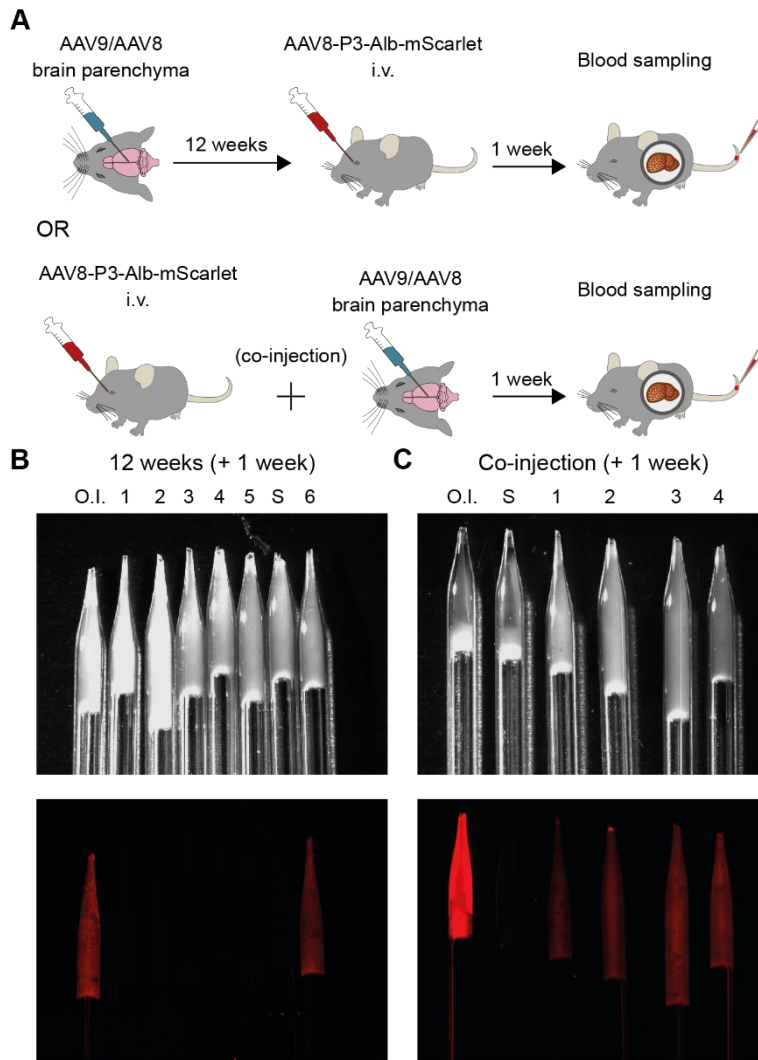 A
AAV9/AAV8
brain parenchyma
12 weeks
AAV8-P3-Alb-mScarlet
i.v.
1 week
Blood sampling
OR
AAV8-P3-Alb-mScarlet
i.v.
(co-injection)
AAV9/AAV8
brain parenchyma
1 week
Blood sampling
B
12 weeks (+ 1 week)
O.I. 1 2 3 4 5 S 6
C
Co-injection (+ 1 week)
O.I. S 1 2 3 4